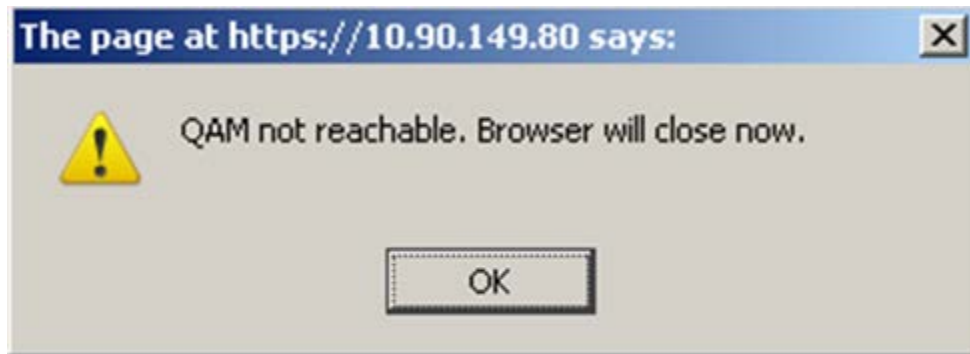 The page at https://10.90.149.80 says:
QAM not reachable. Browser will close now.
OK